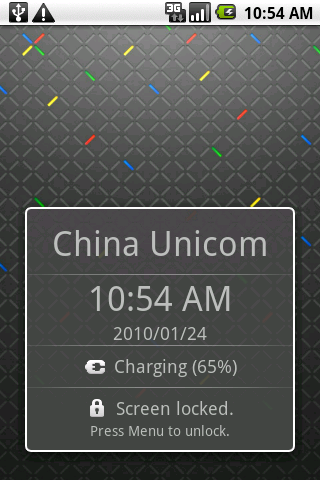 3G 10:54 AM
China Unicom
10:54 AM
2010/01/24
Charging (65%)
Screen locked.
Press Menu to unlock.